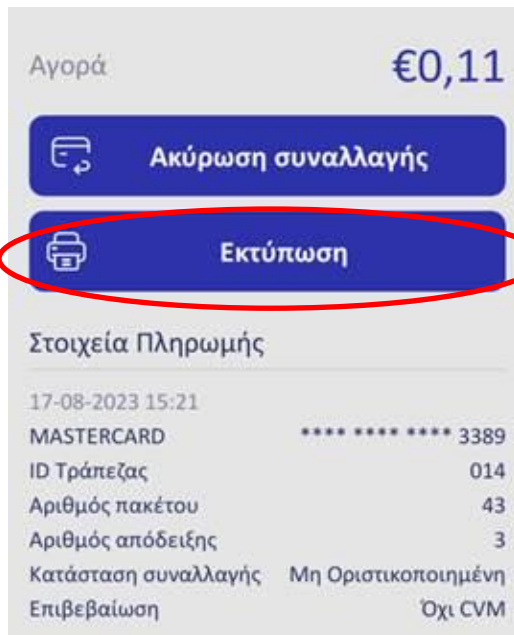 Αγορά €0,11
Ακύρωση συναλλαγής
Εκτύπωση
Στοιχεία Πληρωμής
17-08-2023 15:21
MASTERCARD **** **** **** 3389
ID Τράπεζας 014
Αριθμός πακέτου 43
Αριθμός απόδειξης 3
Κατάσταση συναλλαγής Μη Οριστικοποιημένη
Επιβεβαίωση Όχι CVM